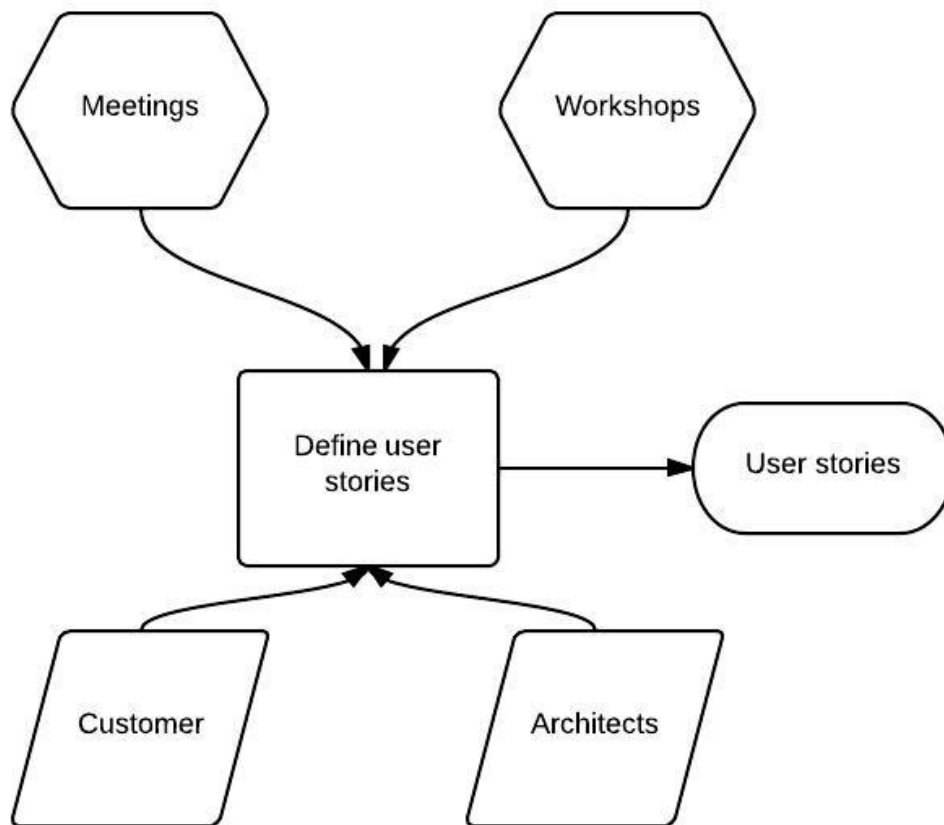 Meetings
Workshops
Define user
stories
User stories
Customer
Architects